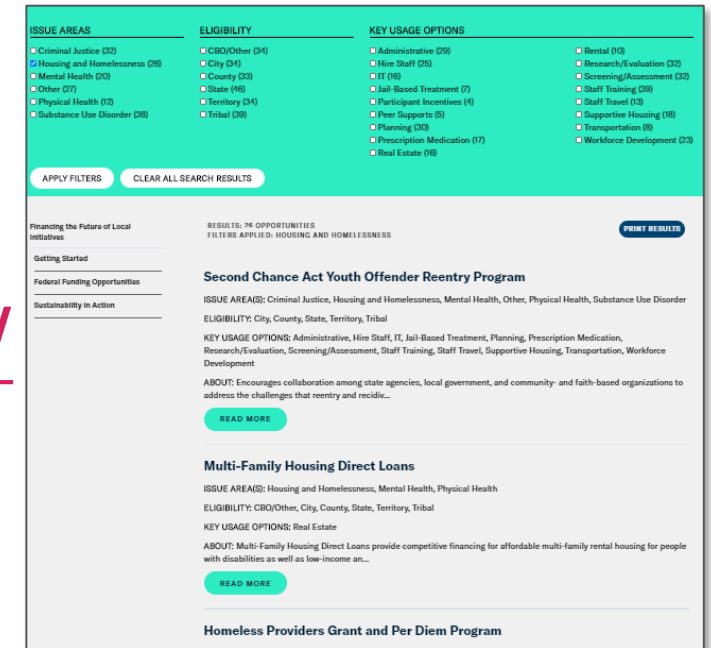 ISSUE AREAS
Criminal Justice (32)
Housing and Homelessness (26)
Mental Health (20)
Other (27)
Physical Health (12)
Substance Use Disorder (38)
ELIGIBILITY
CBO/Other (34)
City (34)
County (33)
State (46)
Territory (34)
Tribal (39)
KEY USAGE OPTIONS
Administrative (29)
Hire Staff (25)
IT (16)
Jail-Based Treatment (7)
Participant Incentives (4)
Peer Supports (5)
Planning (30)
Prescription Medication (17)
Real Estate (16)
Rental (10)
Research/Evaluation (32)
Screening/Assessment (32)
Staff Training (39)
Staff Travel (13)
Supportive Housing (18)
Transportation (8)
Workforce Development (23)
APPLY FILTERS
CLEAR ALL SEARCH RESULTS
Financing the Future of Local
Initiatives
Getting Started
Federal Funding Opportunities
Sustainability in Action
RESULTS: 26 OPPORTUNITIES
FILTERS APPLIED: HOUSING AND HOMELESSNESS
PRINT RESULTS
Second Chance Act Youth Offender Reentry Program
ISSUE AREA(S): Criminal Justice, Housing and Homelessness, Mental Health, Other, Physical Health, Substance Use Disorder
ELIGIBILITY: City, County, State, Territory, Tribal
KEY USAGE OPTIONS: Administrative, Hire Staff, IT, Jail-Based Treatment, Planning, Prescription Medication,
Research/Evaluation, Screening/Assessment, Staff Training, Staff Travel, Supportive Housing, Transportation, Workforce
Development
ABOUT: Encourages collaboration among state agencies, local government, and community- and faith-based organizations to
address the challenges that reentry and recidiv...
READ MORE
Multi-Family Housing Direct Loans
ISSUE AREA(S): Housing and Homelessness, Mental Health, Physical Health
ELIGIBILITY: CBO/Other, City, County, State, Territory, Tribal
KEY USAGE OPTIONS: Real Estate
ABOUT: Multi-Family Housing Direct Loans provide competitive financing for affordable multi-family rental housing for people
with disabilities as well as low-income an...
READ MORE
Homeless Providers Grant and Per Diem Program